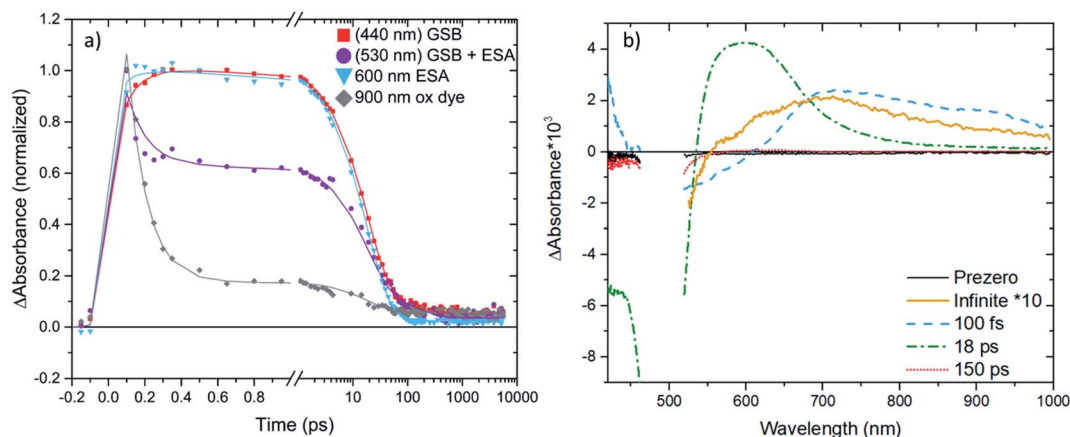 a)
(440 nm) GSB
(530 nm) GSB + ESA
600 nm ESA
900 nm ox dye
ΔAbsorbance (normalized)
1.2
1.0
0.8
0.6
0.4
0.2
0.0
-0.2
-0.2 0.0 0.2 0.4 0.6 0.8 10 100 1000 10000
Time (ps)
b)
ΔAbsorbance*10³
4
2
0
-2
-4
-6
-8
Prezero
Infinite *10
100 fs
18 ps
150 ps
500 600 700 800 900 1000
Wavelength (nm)